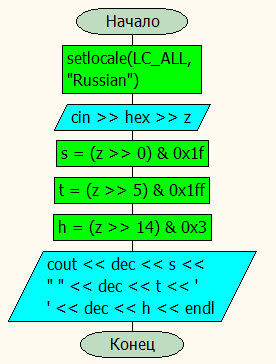 Начало
setlocale(LC_ALL,
"Russian")
cin >> hex >> z
s = (z >> 0) & 0x1f
t = (z >> 5) & 0x1ff
h = (z >> 14) & 0x3
cout << dec << s <<
" " << dec << t << '
' << dec << h << endl
Конец